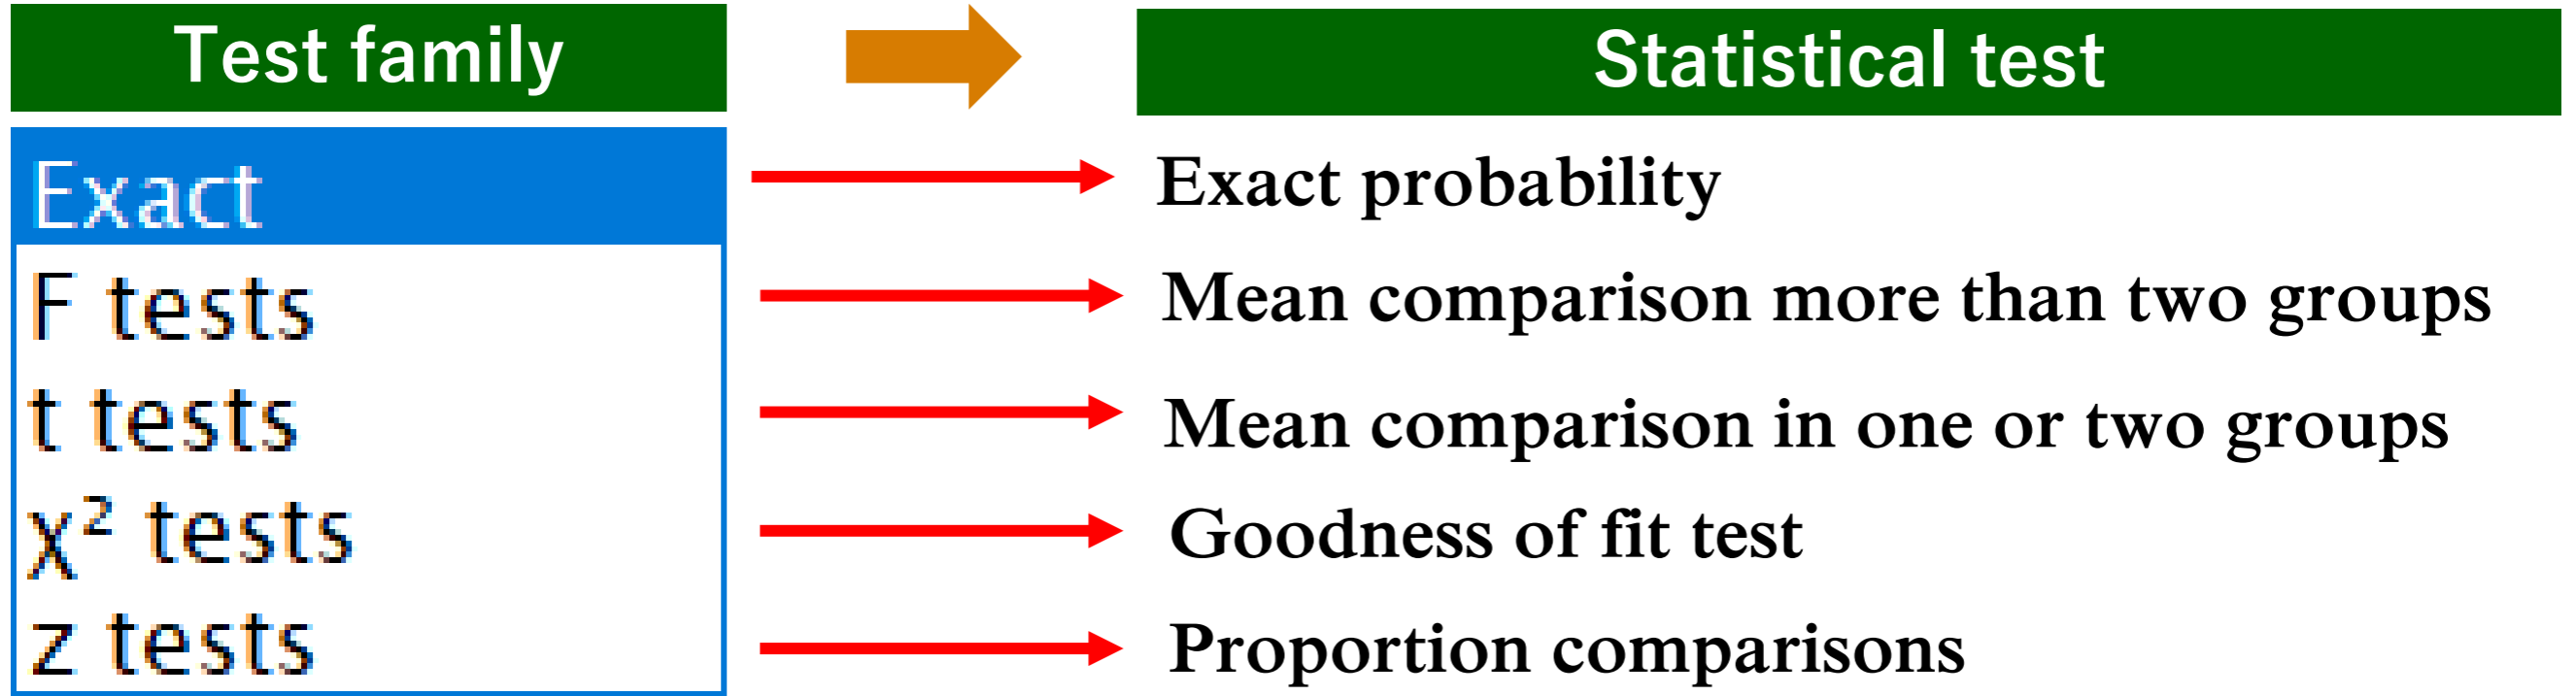 Test family
Statistical test
Exact
Exact probability
F tests
Mean comparison more than two groups
t tests
Mean comparison in one or two groups
χ² tests
Goodness of fit test
z tests
Proportion comparisons